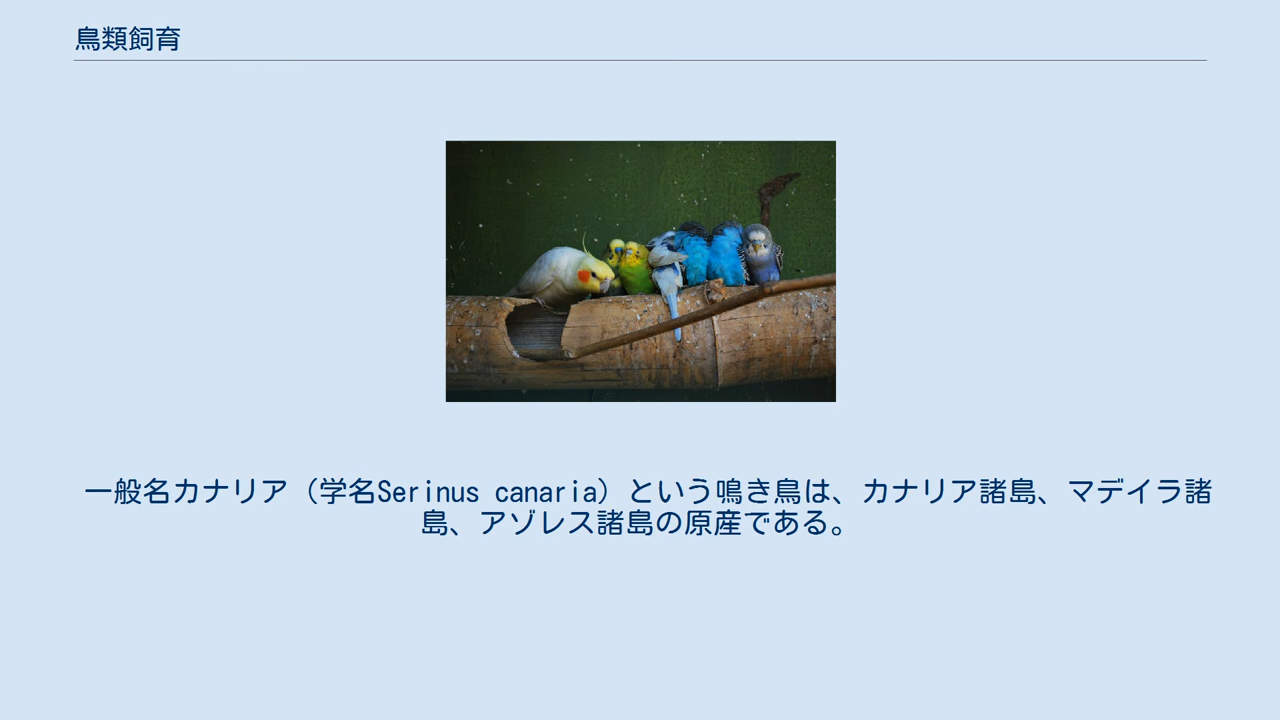 鳥類飼育
一般名カナリア（学名Serinus canaria）という鳴き鳥は、カナリア諸島、マデイラ諸
島、アゾレス諸島の原産である。